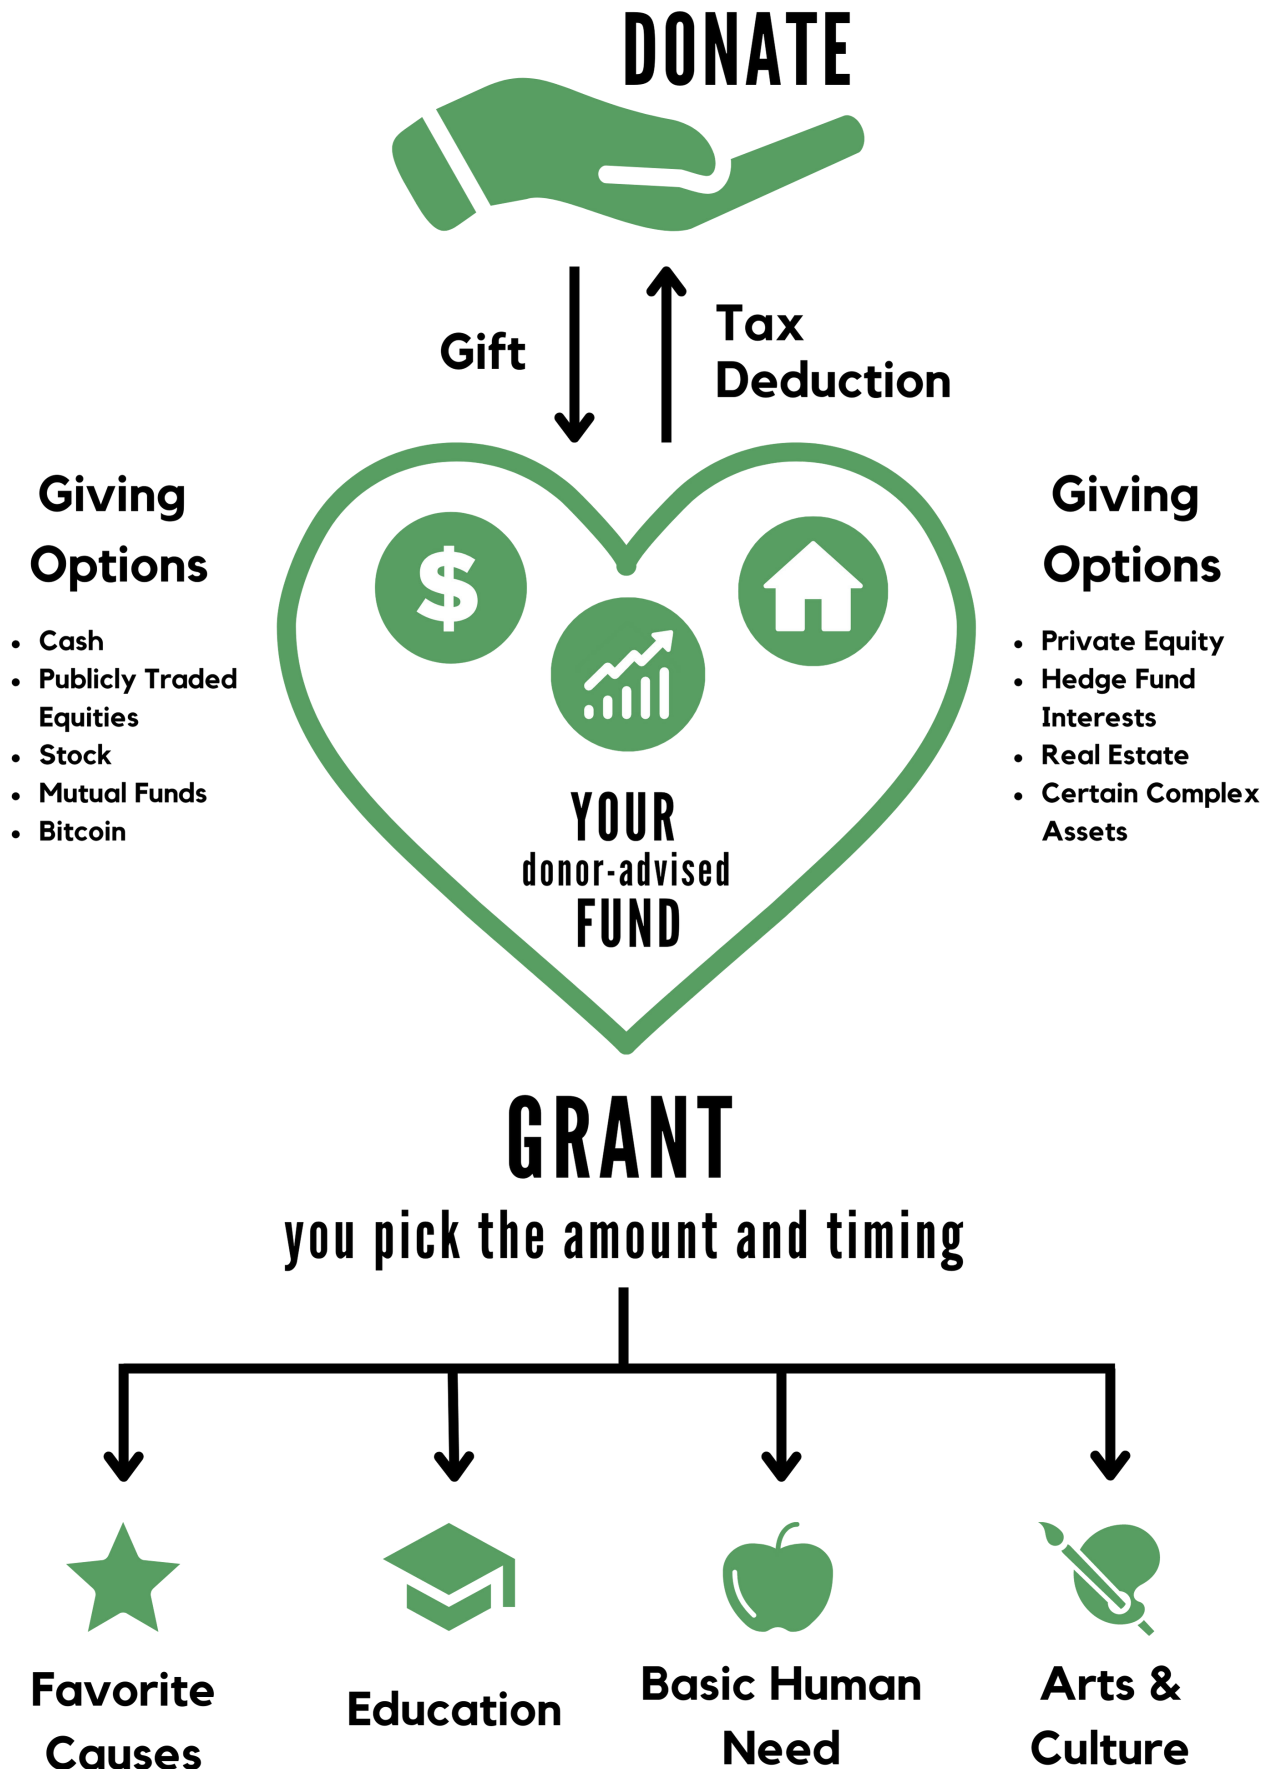 DONATE
Gift
Tax
Deduction
Giving
Options
• Cash
• Publicly Traded
Equities
• Stock
• Mutual Funds
• Bitcoin
Giving
Options
• Private Equity
• Hedge Fund
Interests
• Real Estate
• Certain Complex
Assets
$
YOUR
donor-advised
FUND
GRANT
you pick the amount and timing
Favorite
Causes
Education
Basic Human
Need
Arts &
Culture